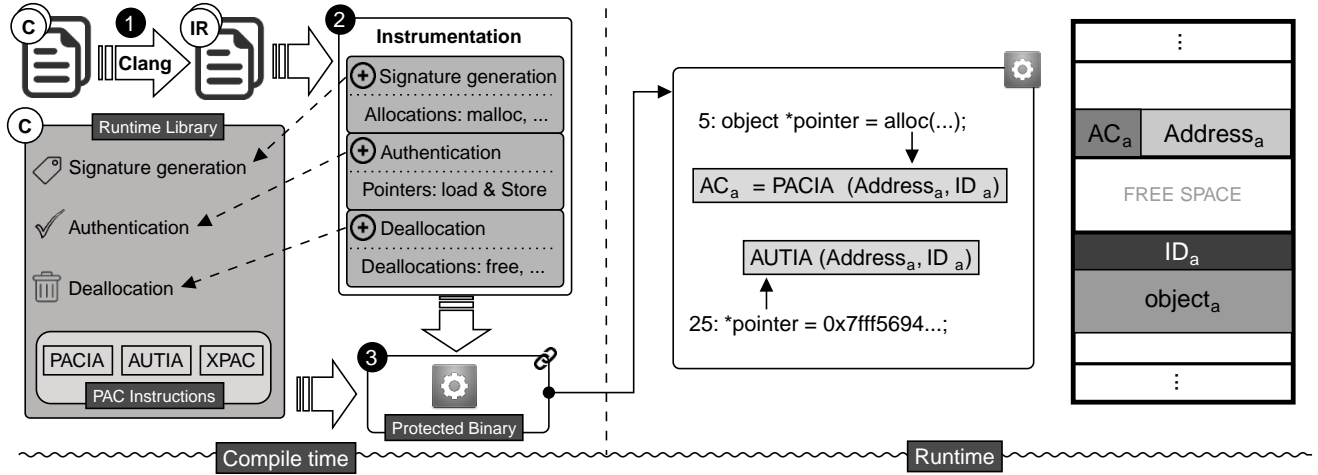 C
1
Clang
IR
2
Instrumentation
Signature generation
Allocations: malloc, ...
Authentication
Pointers: load & Store
Deallocation
Deallocations: free, ...
C
Runtime Library
Signature generation
Authentication
Deallocation
PACIA AUTIA XPAC
PAC Instructions
3
Protected Binary
Compile time
5: object *pointer = alloc(...);
ACa = PACIA (Addressa, ID a)
AUTIA (Addressa, ID a)
25: *pointer = 0x7fff5694...;
⋮
ACa Addressa
FREE SPACE
IDa
objecta
⋮
Runtime